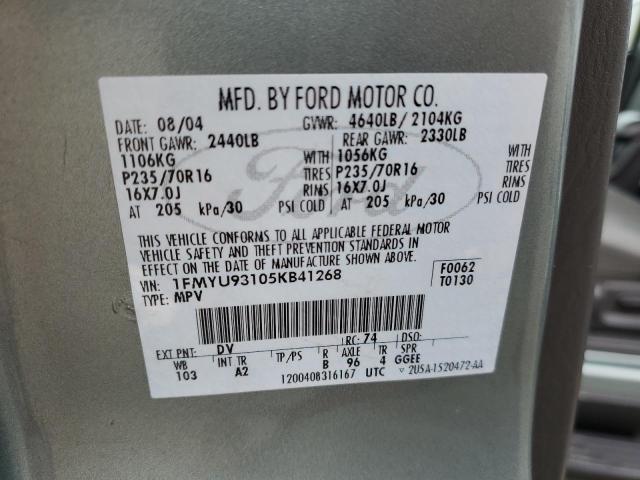 MFD. BY FORD MOTOR CO.
DATE: 08/04 GVWR: 4640LB/ 2104KG
FRONT GAWR: 2440LB REAR GAWR: 2330LB
1106KG WITH 1056KG WITH
P235/70R16 TIRES P235/70R16 TIRES
16X7.0J RIMS 16X7.0J RIMS
AT 205 kPa/30 PSI COLD AT 205 kPa/30 PSI COLD
Ford
THIS VEHICLE CONFORMS TO ALL APPLICABLE FEDERAL MOTOR
VEHICLE SAFETY AND THEFT PREVENTION STANDARDS IN
EFFECT ON THE DATE OF MANUFACTURE SHOWN ABOVE.
VIN: 1FMYU93105KB41268 F0062
TYPE: MPV T0130
EXT PNT: DV RC: 74 DSO:
WB INT TR TP/PS R AXLE TR SPR
103 A2 B 96 4 GGEE
1200408316167 UTC ▽ 2U5A-1520472-AA